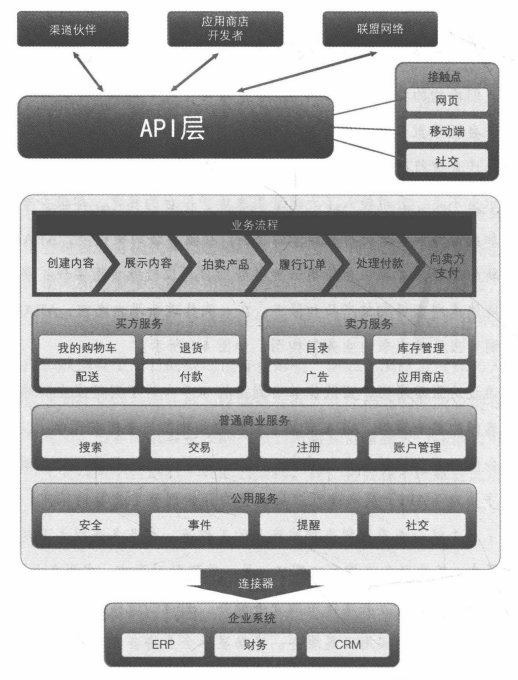 渠道伙伴
应用商店
开发者
联盟网络
API层
接触点
网页
移动端
社交
业务流程
创建内容
展示内容
拍卖产品
履行订单
处理付款
向卖方
支付
买方服务
我的购物车
退货
配送
付款
卖方服务
目录
库存管理
广告
应用商店
普通商业服务
搜索
交易
注册
账户管理
公用服务
安全
事件
提醒
社交
连接器
企业系统
ERP
财务
CRM